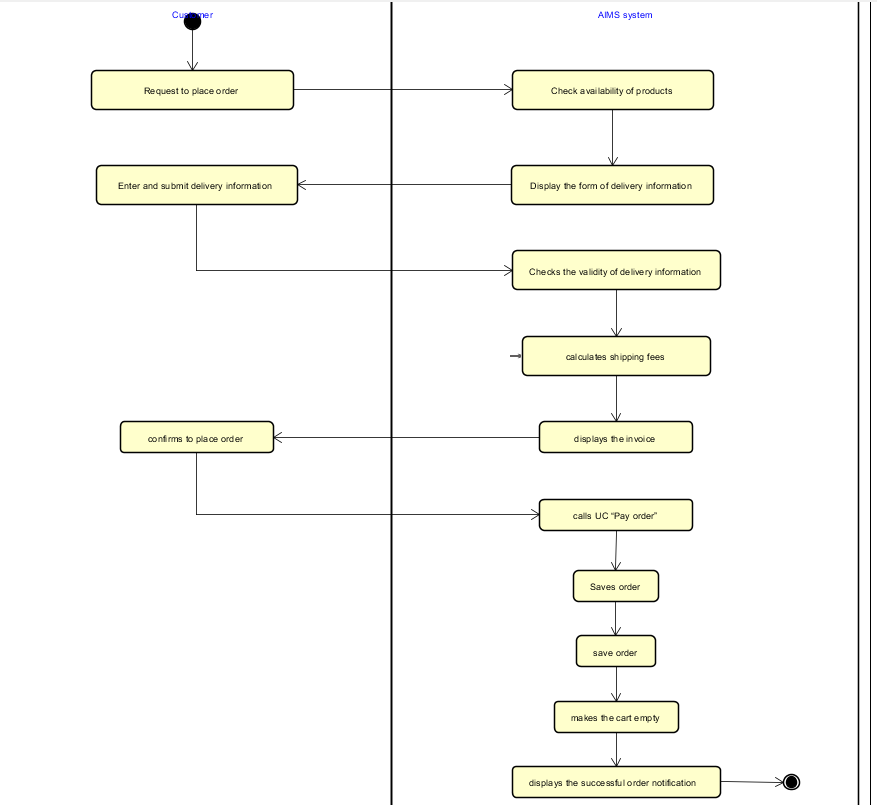 Customer
AIMS system
Request to place order
Check availability of products
Enter and submit delivery information
Display the form of delivery information
Checks the validity of delivery information
calculates shipping fees
confirms to place order
displays the invoice
calls UC “Pay order”
Saves order
save order
makes the cart empty
displays the successful order notification